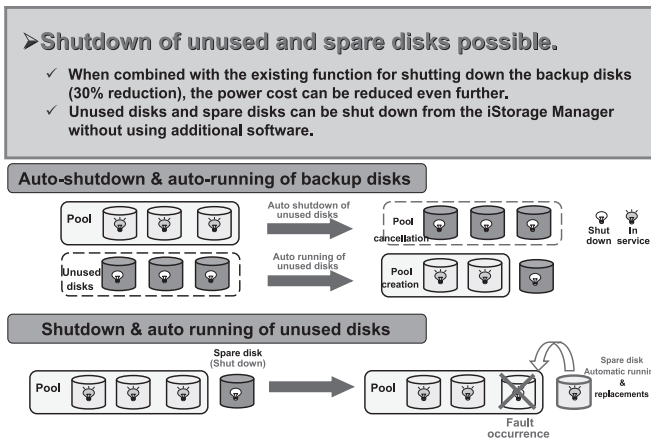 ➤Shutdown of unused and spare disks possible.
✓ When combined with the existing function for shutting down the backup disks
(30% reduction), the power cost can be reduced even further.
✓ Unused disks and spare disks can be shut down from the iStorage Manager
without using additional software.
Auto-shutdown & auto-running of backup disks
Pool
Auto shutdown of
unused disks
Pool
cancellation
Shut
down
In
service
Unused
disks
Auto running of
unused disks
Pool
creation
Shutdown & auto running of unused disks
Spare disk
(Shut down)
Pool
Pool
Fault
occurrence
Spare disk
Automatic runnin
&
replacements